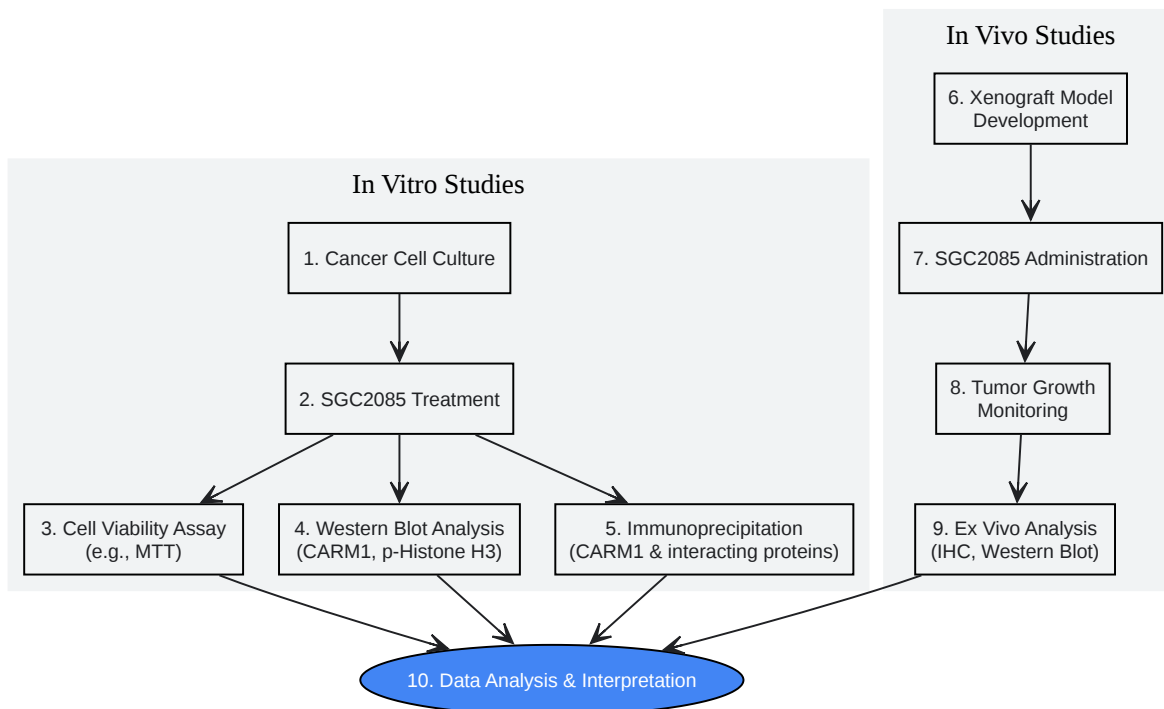 In Vitro Studies
1. Cancer Cell Culture
2. SGC2085 Treatment
3. Cell Viability Assay
(e.g., MTT)
4. Western Blot Analysis
(CARM1, p-Histone H3)
5. Immunoprecipitation
(CARM1 & interacting proteins)
In Vivo Studies
6. Xenograft Model
Development
7. SGC2085 Administration
8. Tumor Growth
Monitoring
9. Ex Vivo Analysis
(IHC, Western Blot)
10. Data Analysis & Interpretation